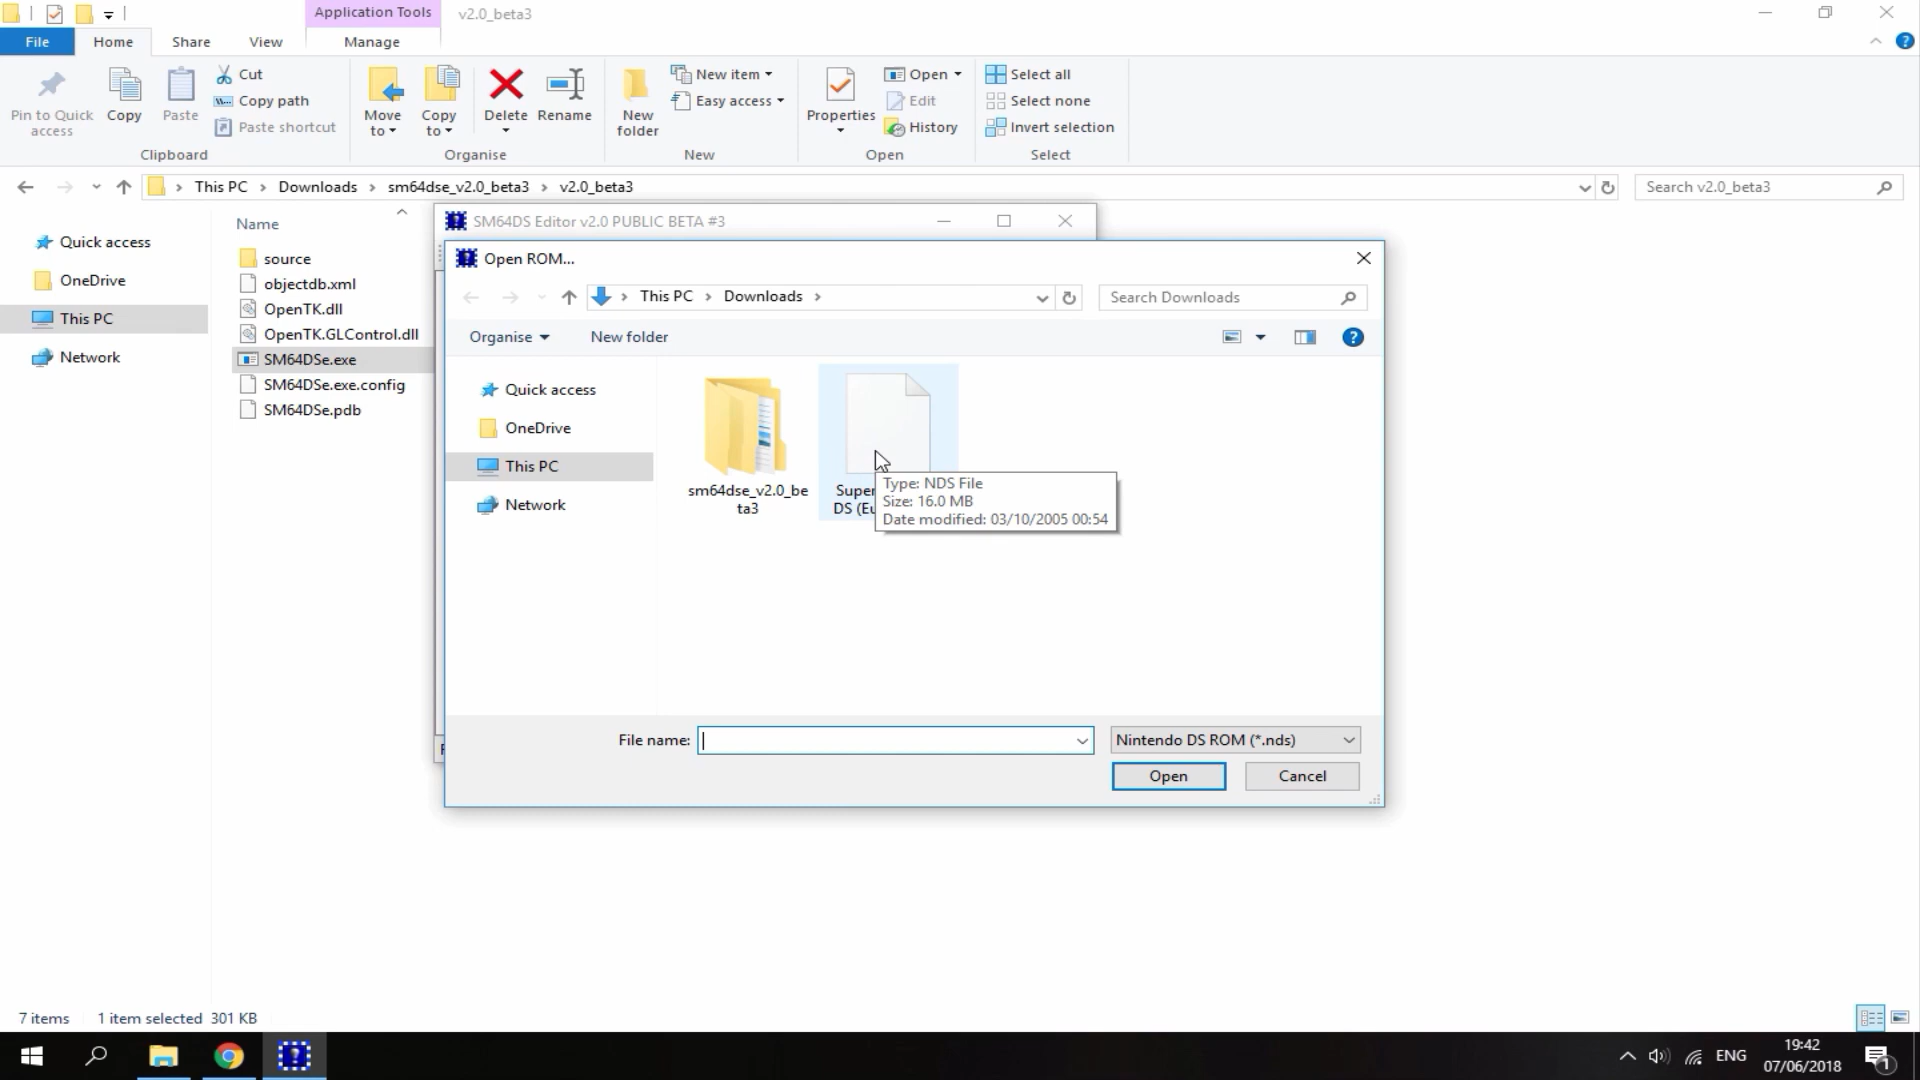 Application Tools
v2.0_beta3
File
Home
Share
View
Manage
Pin to Quick access
Copy
Paste
Cut
Copy path
Paste shortcut
Clipboard
Move to
Copy to
Delete
Rename
Organise
New folder
New item
Easy access
New
Properties
Open
Edit
History
Open
Select all
Select none
Invert selection
Select
This PC > Downloads > sm64dse_v2.0_beta3 > v2.0_beta3
Search v2.0_beta3
Quick access
OneDrive
This PC
Network
Name
source
objectdb.xml
OpenTK.dll
OpenTK.GLControl.dll
SM64DSe.exe
SM64DSe.exe.config
SM64DSe.pdb
SM64DS Editor v2.0 PUBLIC BETA #3
Open ROM...
This PC > Downloads >
Search Downloads
Organise
New folder
Quick access
OneDrive
This PC
Network
sm64dse_v2.0_be
ta3
Super
DS (Eu
Type: NDS File
Size: 16.0 MB
Date modified: 03/10/2005 00:54
File name:
Nintendo DS ROM (*.nds)
Open
Cancel
7 items
1 item selected 301 KB
ENG
19:42
07/06/2018
1